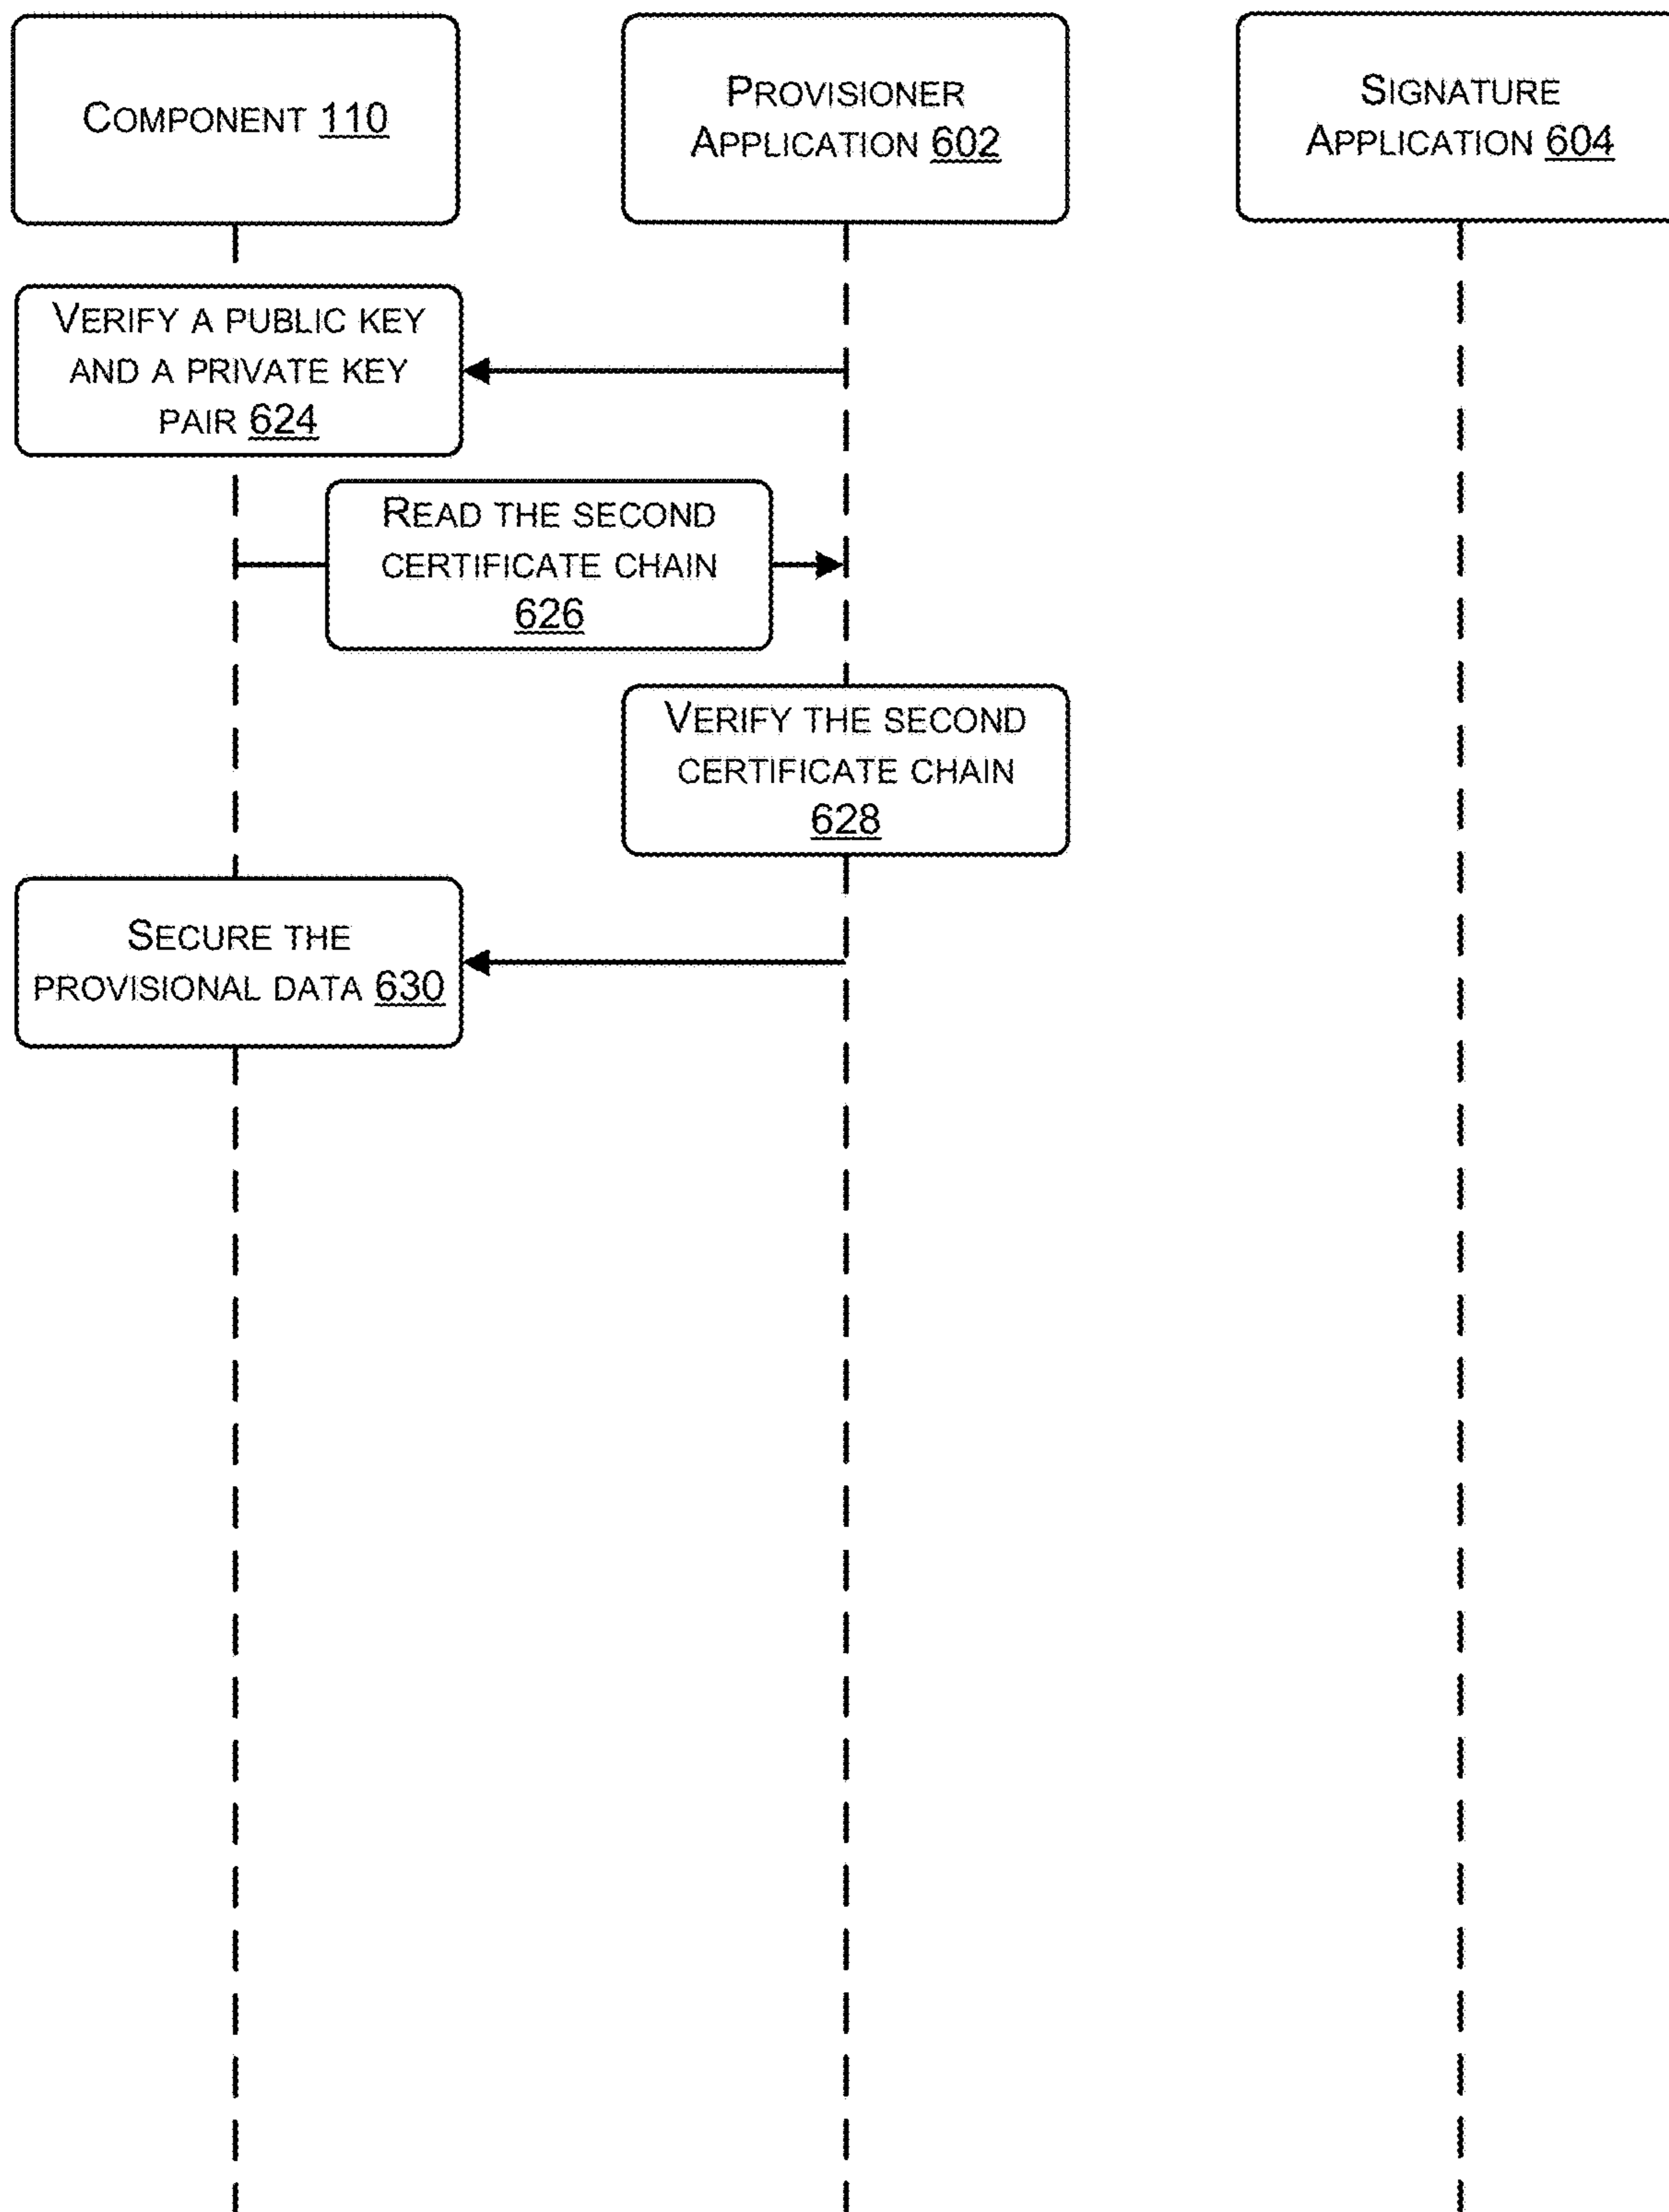 COMPONENT 110
PROVISIONER
APPLICATION 602
SIGNATURE
APPLICATION 604
VERIFY A PUBLIC KEY
AND A PRIVATE KEY
PAIR 624
READ THE SECOND
CERTIFICATE CHAIN
626
VERIFY THE SECOND
CERTIFICATE CHAIN
628
SECURE THE
PROVISIONAL DATA 630